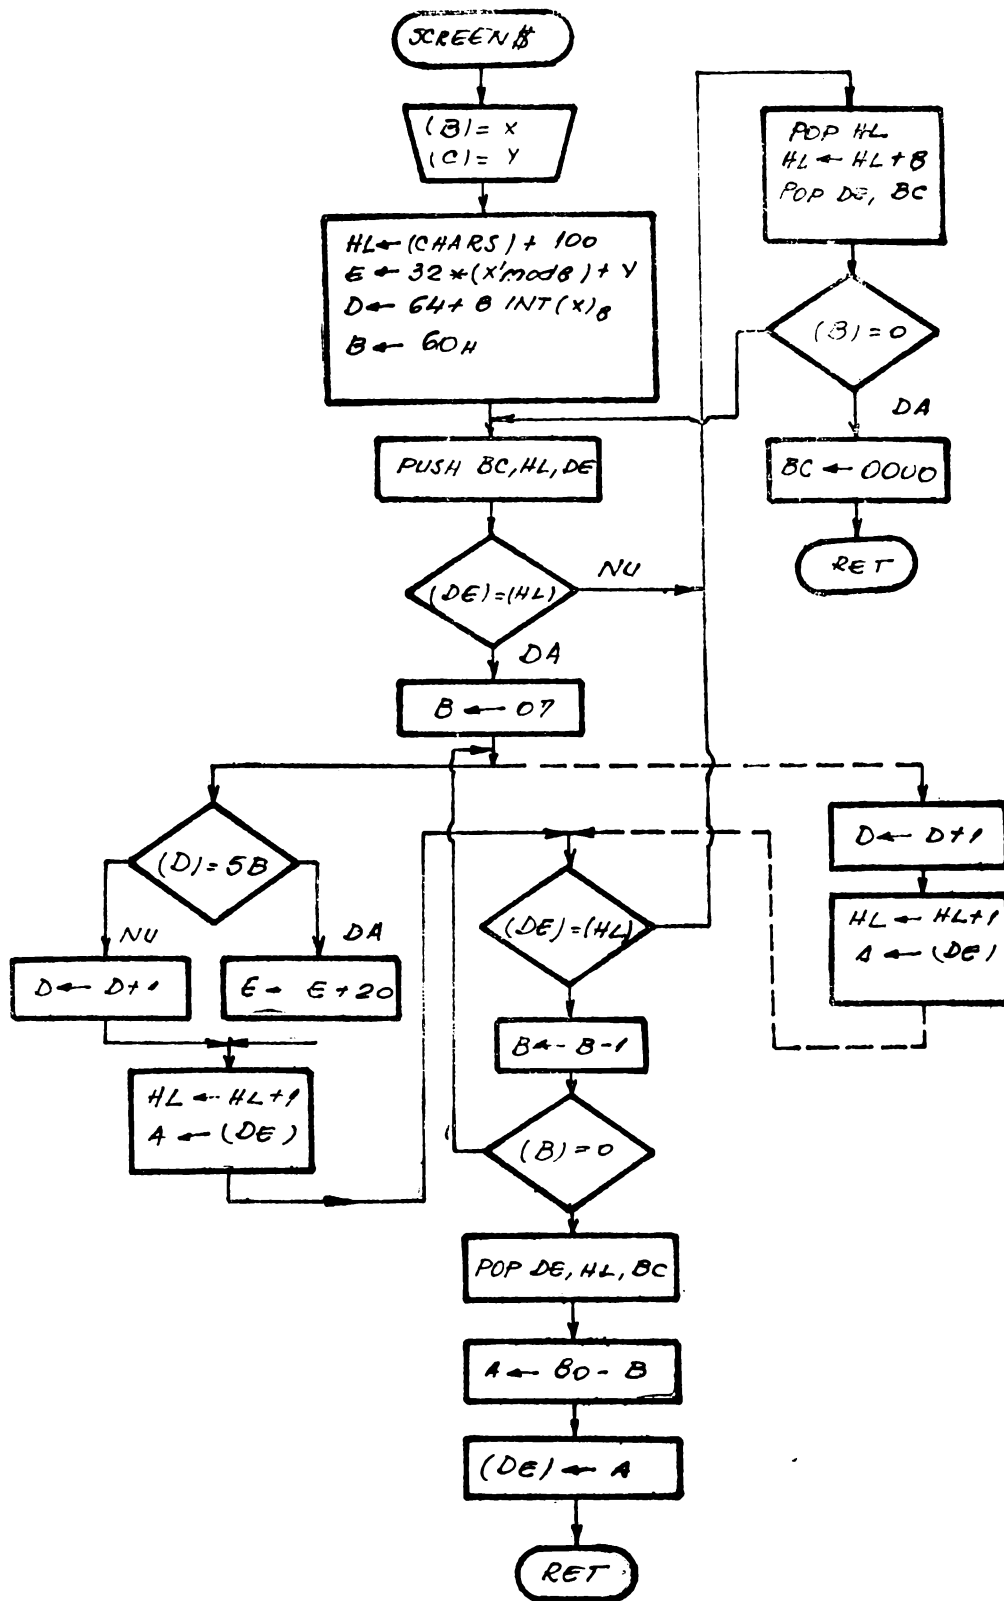 SCREEN $
(B) = X
(C) = Y
HL ← (CHARS) + 100
E ← 32 * (X'mod8) + Y
D ← 64 + 8 INT(X)8
B ← 60H
PUSH BC, HL, DE
(DE) = (HL)
NU
DA
B ← 07
POP HL
HL ← HL + 8
POP DE, BC
(B) = 0
DA
BC ← 0000
RET
(D) = 5B
NU
DA
D ← D+1
E ← E + 20
HL ← HL+1
A ← (DE)
D ← D+1
HL ← HL+1
A ← (DE)
(DE) = (HL)
B ← B-1
(B) = 0
POP DE, HL, BC
A ← 80 - B
(DE) ← A
RET